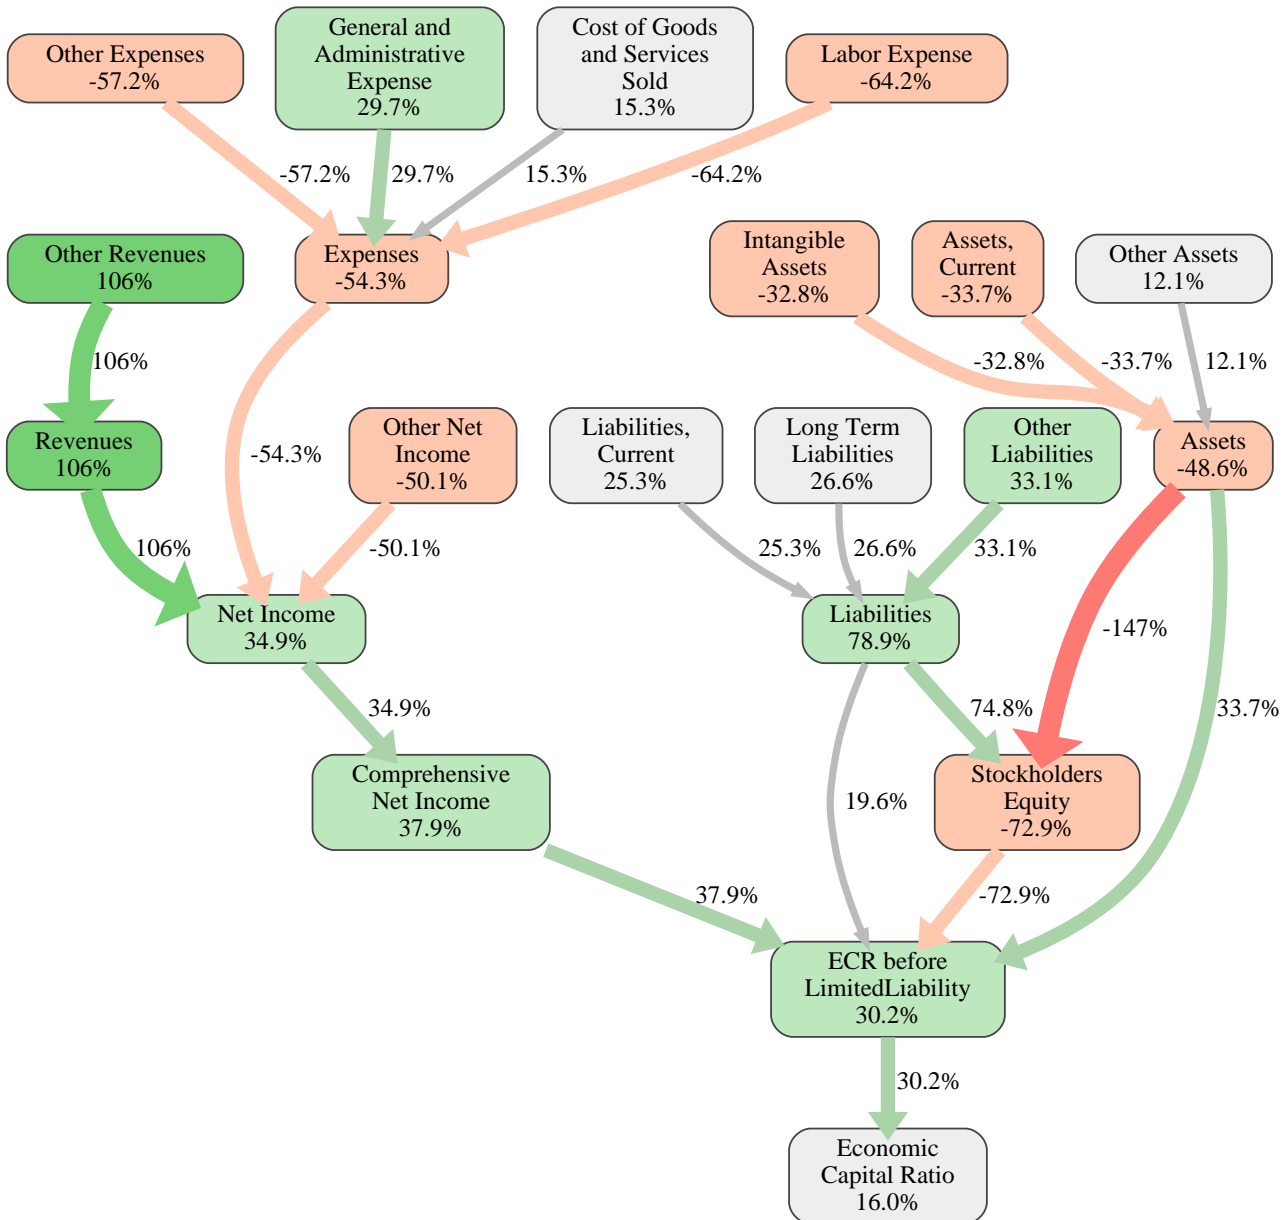 Other Expenses
-57.2%
General and
Administrative
Expense
29.7%
Cost of Goods
and Services
Sold
15.3%
Labor Expense
-64.2%
-57.2%
29.7%
15.3%
-64.2%
Other Revenues
106%
Expenses
-54.3%
Intangible
Assets
-32.8%
Assets,
Current
-33.7%
Other Assets
12.1%
106%
-32.8%
-33.7%
12.1%
Revenues
106%
-54.3%
Other Net
Income
-50.1%
Liabilities,
Current
25.3%
Long Term
Liabilities
26.6%
Other
Liabilities
33.1%
Assets
-48.6%
106%
-50.1%
25.3%
26.6%
33.1%
Net Income
34.9%
Liabilities
78.9%
-147%
34.9%
74.8%
33.7%
Comprehensive
Net Income
37.9%
19.6%
Stockholders
Equity
-72.9%
37.9%
-72.9%
ECR before
LimitedLiability
30.2%
30.2%
Economic
Capital Ratio
16.0%